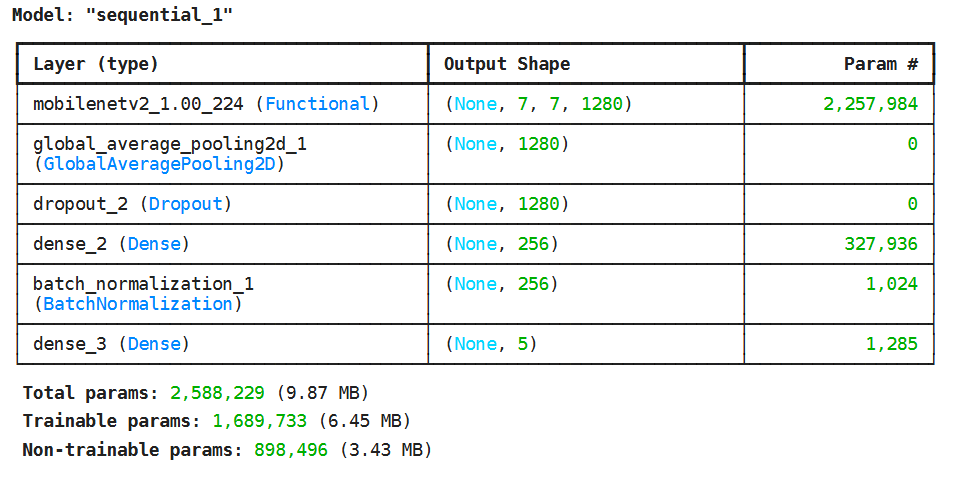 Model: "sequential_1"
Layer (type) Output Shape Param #
mobilenetv2_1.00_224 (Functional) (None, 7, 7, 1280) 2,257,984
global_average_pooling2d_1 (None, 1280) 0
(GlobalAveragePooling2D)
dropout_2 (Dropout) (None, 1280) 0
dense_2 (Dense) (None, 256) 327,936
batch_normalization_1 (None, 256) 1,024
(BatchNormalization)
dense_3 (Dense) (None, 5) 1,285
Total params: 2,588,229 (9.87 MB)
Trainable params: 1,689,733 (6.45 MB)
Non-trainable params: 898,496 (3.43 MB)